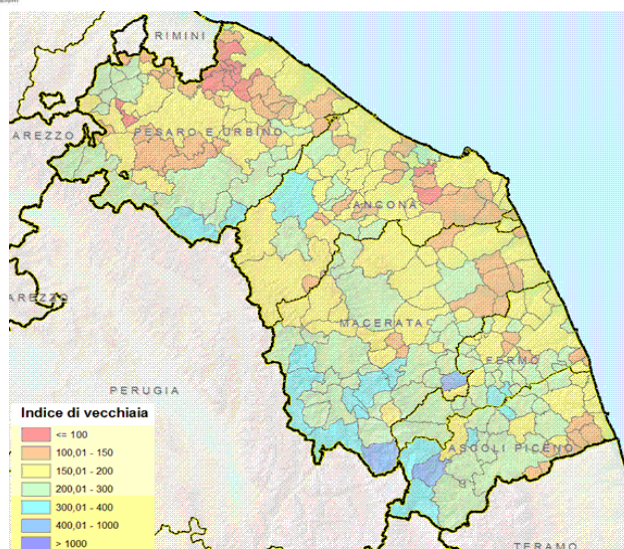 RIMINI
AREZZO
PESARO E URBINO
ANCONA
AREZZO
MACERATA
FERMO
PERUGIA
Indice di vecchiaia
<= 100
100,01 - 150
150,01 - 200
200,01 - 300
300,01 - 400
400,01 - 1000
> 1000
ASCOLI PICENO
TERAMO